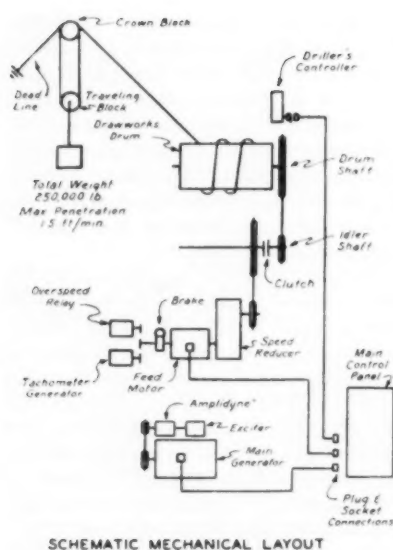 Crown Block
Driller's
Controller
Dead
Line
Traveling
Block
Drawworks
Drum
Drum
Shaft
Total Weight
250,000 lb.
Max Penetration
15 ft/min.
Idler
Shaft
Clutch
Overspeed
Relay
Brake
Speed
Reducer
Main
Control
Panel
Tachometer
Generator
Feed
Motor
Amplidyne
Exciter
Main
Generator
Plug &
Socket
Connections
SCHEMATIC MECHANICAL LAYOUT